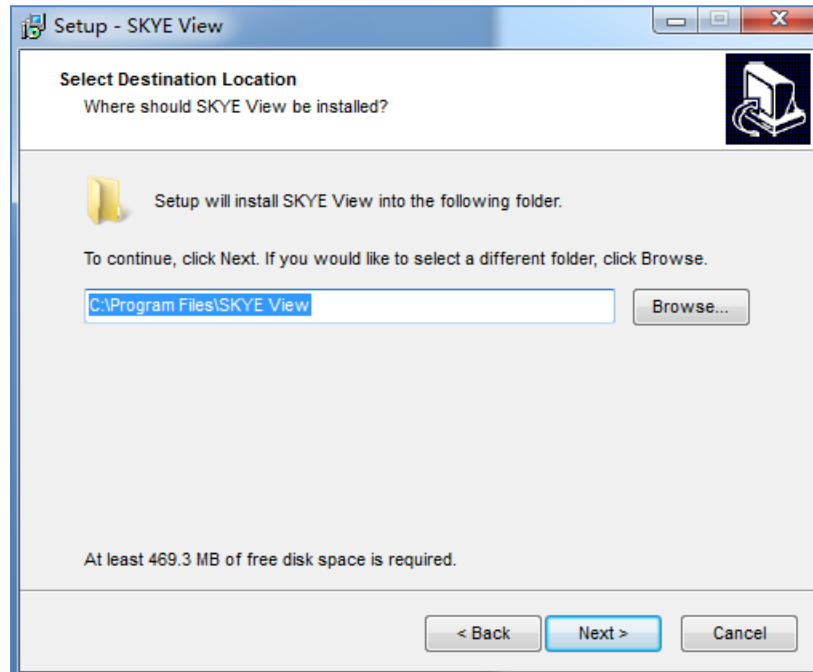 Setup - SKYE View
Select Destination Location
Where should SKYE View be installed?
Setup will install SKYE View into the following folder.
To continue, click Next. If you would like to select a different folder, click Browse.
C:\Program Files\SKYE View
Browse...
At least 469.3 MB of free disk space is required.
< Back
Next >
Cancel